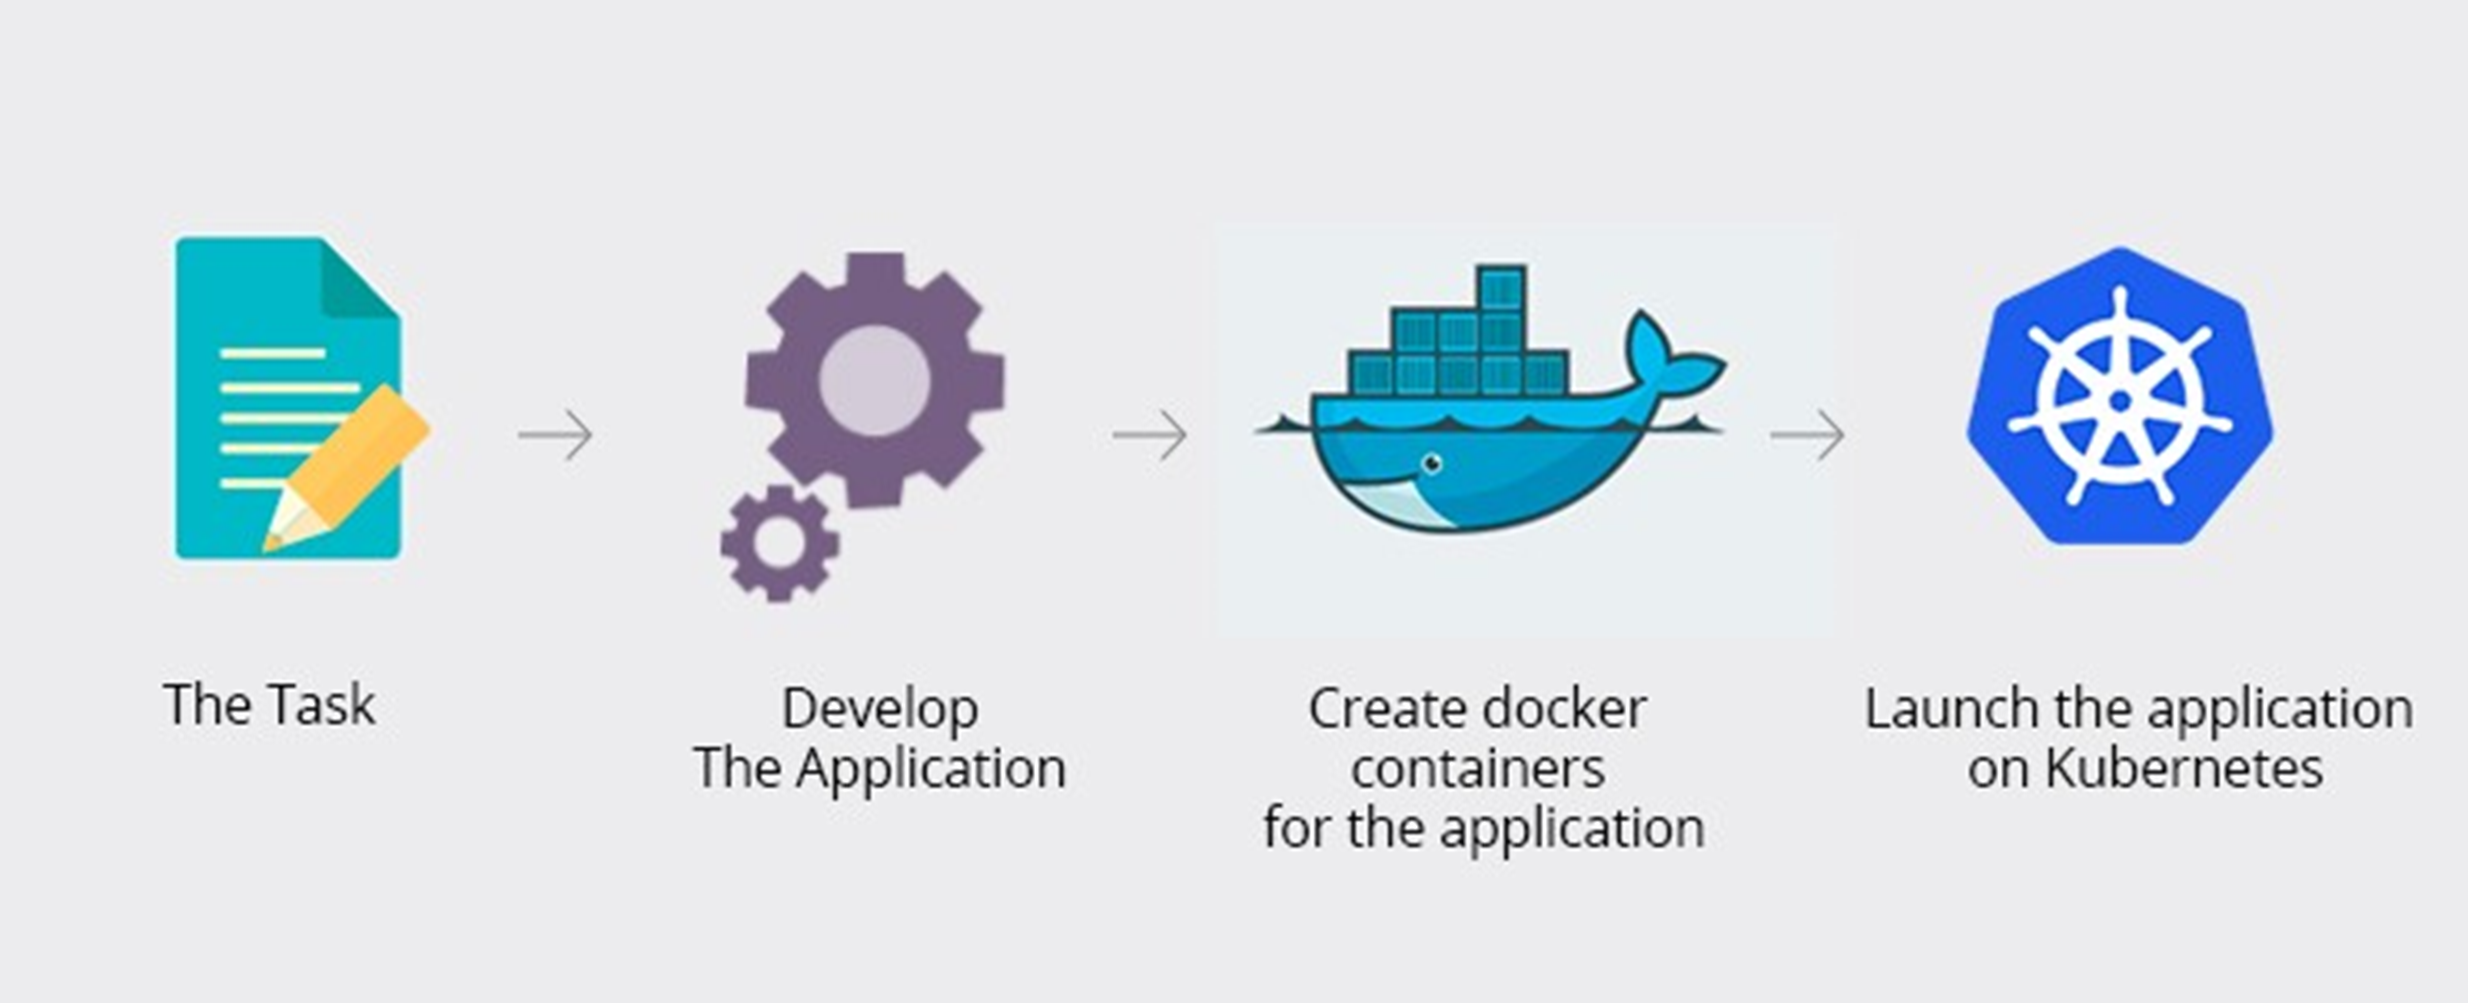 The Task
Develop
The Application
Create docker
containers
for the application
Launch the application
on Kubernetes